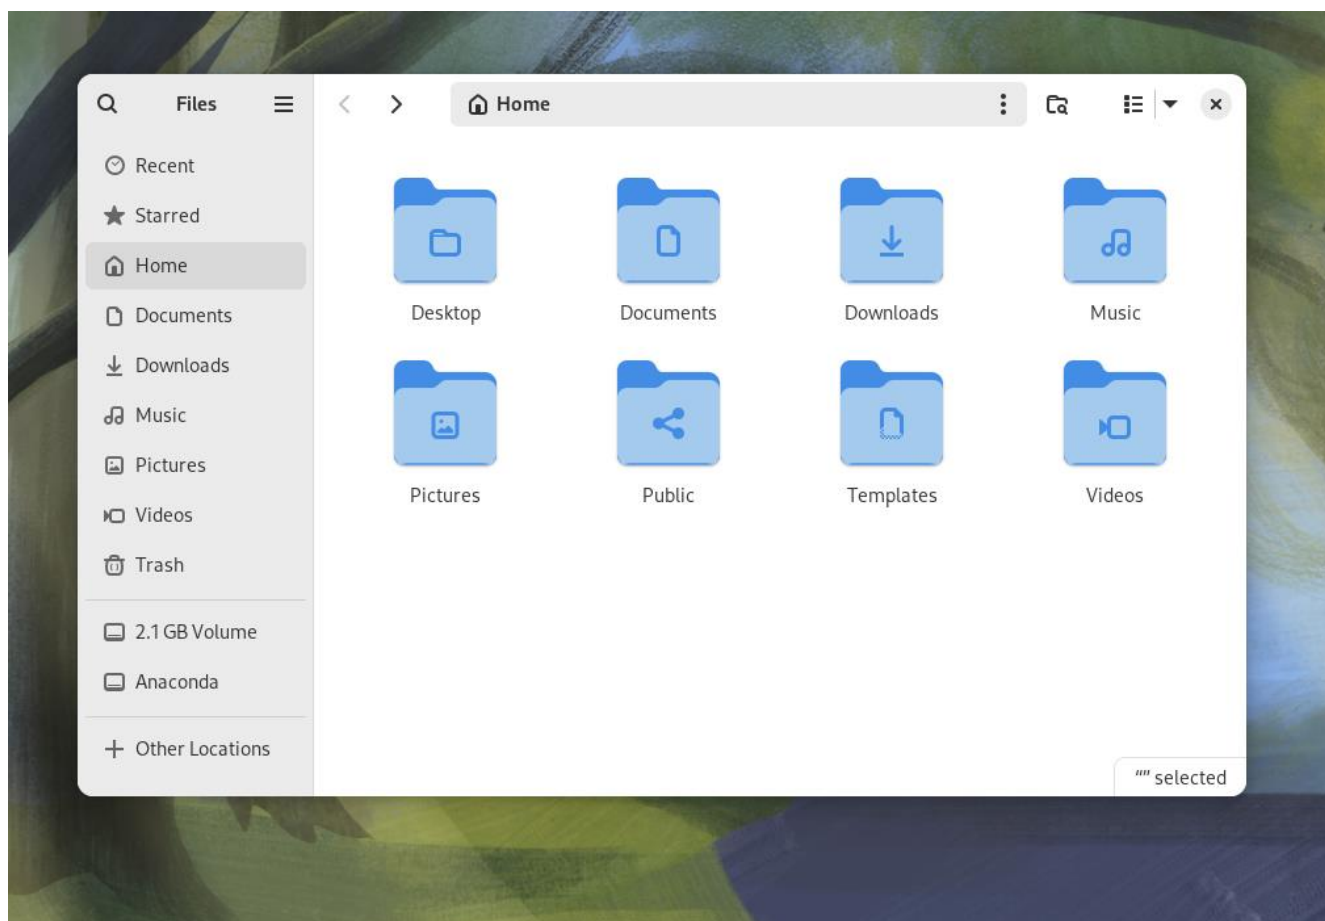 Files
Home
Recent
Starred
Home
Documents
Downloads
Music
Pictures
Videos
Trash
2.1 GB Volume
Anaconda
Other Locations
Desktop Documents Downloads Music
Pictures Public Templates Videos
“” selected